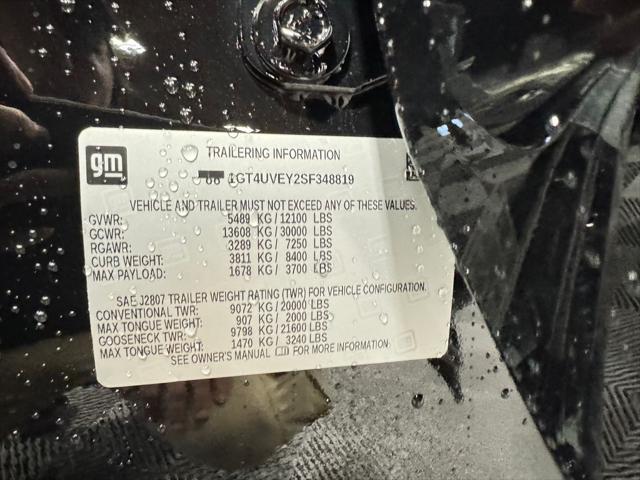 gm
TRAILERING INFORMATION
1GT4UVEY2SF348819
VEHICLE AND TRAILER MUST NOT EXCEED ANY OF THESE VALUES.
GVWR: 5489 KG / 12100 LBS
GCWR: 13608 KG / 30000 LBS
RGAWR: 3289 KG / 7250 LBS
CURB WEIGHT: 3811 KG / 8400 LBS
MAX PAYLOAD: 1678 KG / 3700 LBS
SAE J2807 TRAILER WEIGHT RATING (TWR) FOR VEHICLE CONFIGURATION.
CONVENTIONAL TWR: 9072 KG / 20000 LBS
MAX TONGUE WEIGHT: 907 KG / 2000 LBS
GOOSENECK TWR: 9798 KG / 21600 LBS
MAX TONGUE WEIGHT: 1470 KG / 3240 LBS
SEE OWNER'S MANUAL FOR MORE INFORMATION